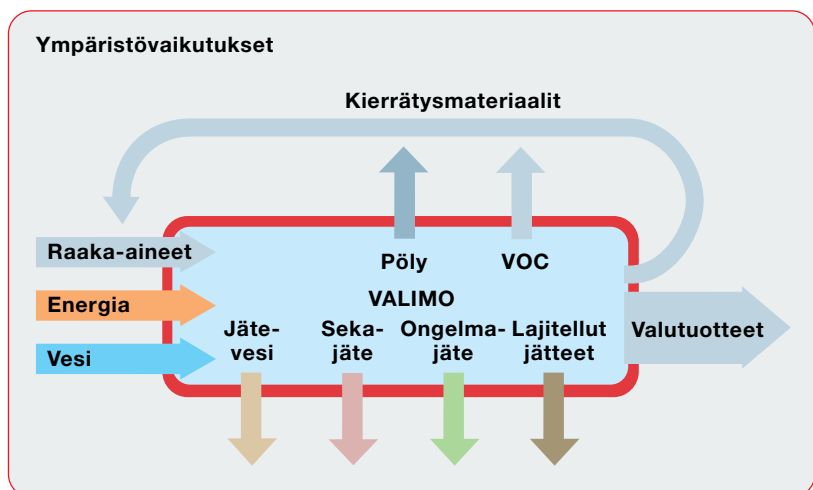 Ympäristövaikutukset
Kierrätysmateriaalit
Raaka-aineet
Energia
Vesi
Pöly
VOC
VALIMO
Jäte-
vesi
Seka-
jäte
Ongelma-
jäte
Lajitellut
jätteet
Valutuotteet